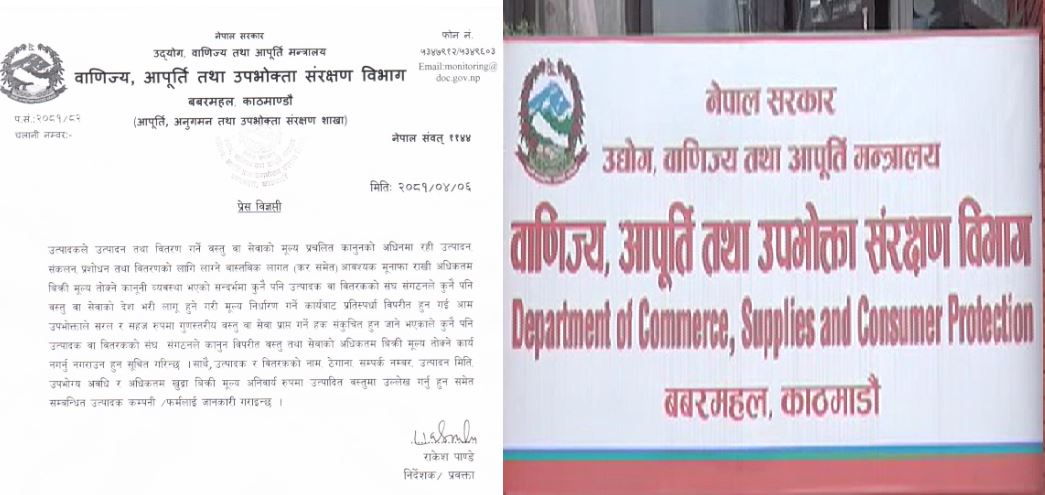 नेपाल सरकार
उद्योग, वाणिज्य तथा आपूर्ति मन्त्रालय
वाणिज्य, आपूर्ति तथा उपभोक्ता संरक्षण विभाग
बबरमहल, काठमाण्डौ
(आपूर्ति, अनुगमन तथा उपभोक्ता संरक्षण शाखा)
फोन नं.
५३४७९१२/५३४९६०३
Email:monitoring@
doc.gov.np
प.सं.:२०८१/८२
चलानी नम्वर:-
नेपाल संवत् ११४४
मितिः २०८१/०४/०६
प्रेस विज्ञप्ती
उत्पादकले उत्पादन तथा वितरण गर्ने वस्तु वा सेवाको मूल्य प्रचलित कानुनको अधिनमा रही उत्पादन,
संकलन,प्रशोधन तथा वितरणको लागि लाग्ने वास्तविक लागत (कर समेत) आवश्यक मूनाफा राखी अधिकतम
बिक्री मूल्य तोक्ने कानूनी व्यवस्था भएको सन्दर्भमा कुनै पनि उत्पादक वा वितरकको संघ संगठनले कुनै पनि
वस्तु वा सेवाको देश भरी लागू हुने गरी मूल्य निर्धारण गर्ने कार्यबाट प्रतिस्पर्धा विपरीत हुन गई आम
उपभोक्ताले सरल र सहज रुपमा गुणस्तरीय वस्तु वा सेवा प्राप्त गर्ने हक संकुचित हुन जाने भएकाले कुनै पनि
उत्पादक वा वितरकको संघ, संगठनले कानुन विपरीत वस्तु तथा सेवाको अधिकतम बिक्री मूल्य तोक्ने कार्य
नगर्नु नगराउन हुन सूचित गरिन्छ । साथै, उत्पादक र वितरकको नाम, ठेगाना, सम्पर्क नम्वर, उत्पादन मिति,
उपभोग्य अवधि र अधिकतम खुद्रा बिक्री मूल्य अनिवार्य रुपमा उत्पादित वस्तुमा उल्लेख गर्नु हुन समेत
सम्बन्धित उत्पादक कम्पनी /फर्मलाई जानकारी गराइन्छ ।
राकेश पाण्डे
निर्देशक/ प्रवक्ता
नेपाल सरकार
उद्योग, वाणिज्य तथा आपूर्ति मन्त्रालय
वाणिज्य, आपूर्ति तथा उपभोक्ता संरक्षण विभाग
Department of Commerce, Supplies and Consumer Protection
बबरमहल, काठमाडौं